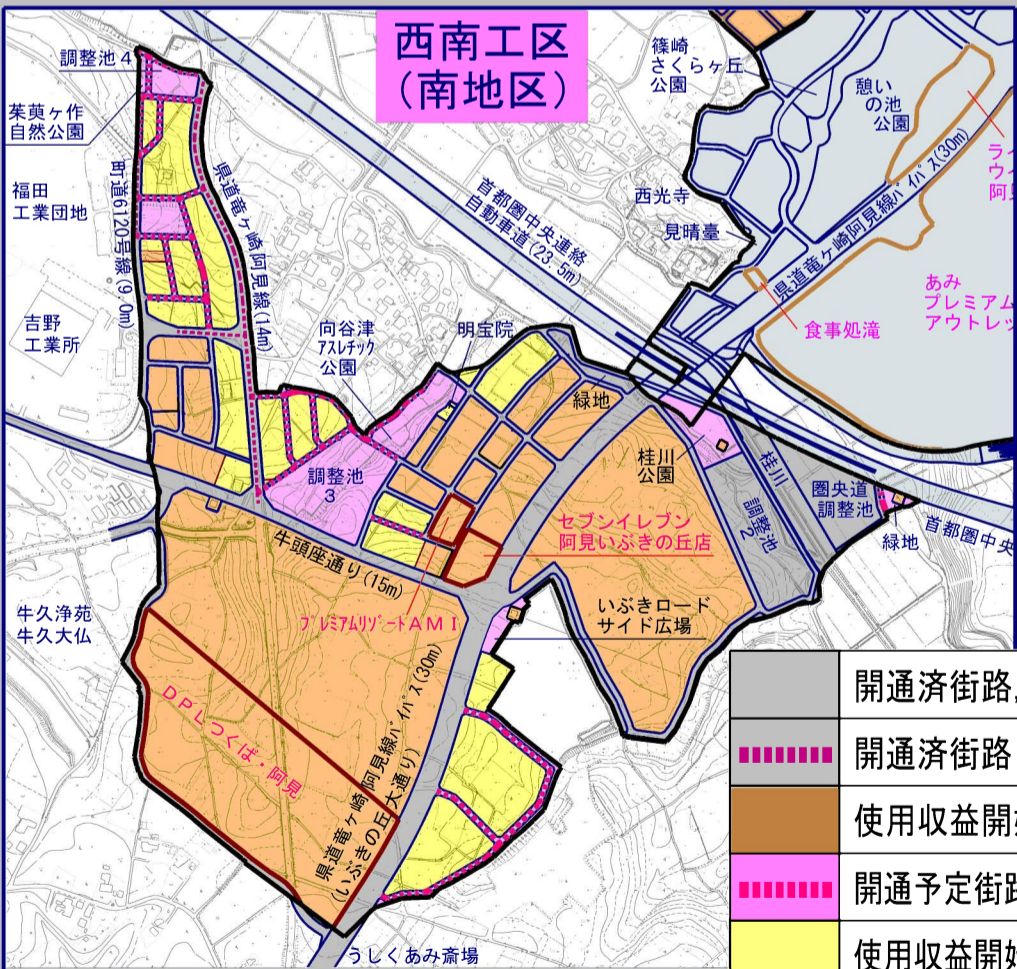 西南工区
(南地区)
調整池4
茱萸ヶ作
自然公園
福田
工業団地
町道6120号線(9.0m)
県道竜ヶ崎阿見線(14m)
吉野
工業所
首都圏中央連絡
自動車道(23.5m)
篠崎
さくらヶ丘
公園
憩い
の池
公園
西光寺
見晴臺
県道竜ヶ崎阿見線バイパス(30m)
食事処滝
あみ
プレミアム
アウトレッ
向谷津
アスレチック
公園
明宝院
緑地
調整池
3
桂川
公園
桂川
調整池
2
圏央道
調整池
緑地
首都圏中央
セブンイレブン
阿見いぶきの丘店
牛頭座通り(15m)
プレミアムリゾートAMI
いぶきロード
サイド広場
牛久浄苑
牛久大仏
DPLつくば・阿見
県道竜ヶ崎阿見線バイパス(30m)
(いぶきの丘大通り)
うしくあみ斎場
開通済街路
開通済街路
使用収益開
開通予定街路
使用収益開